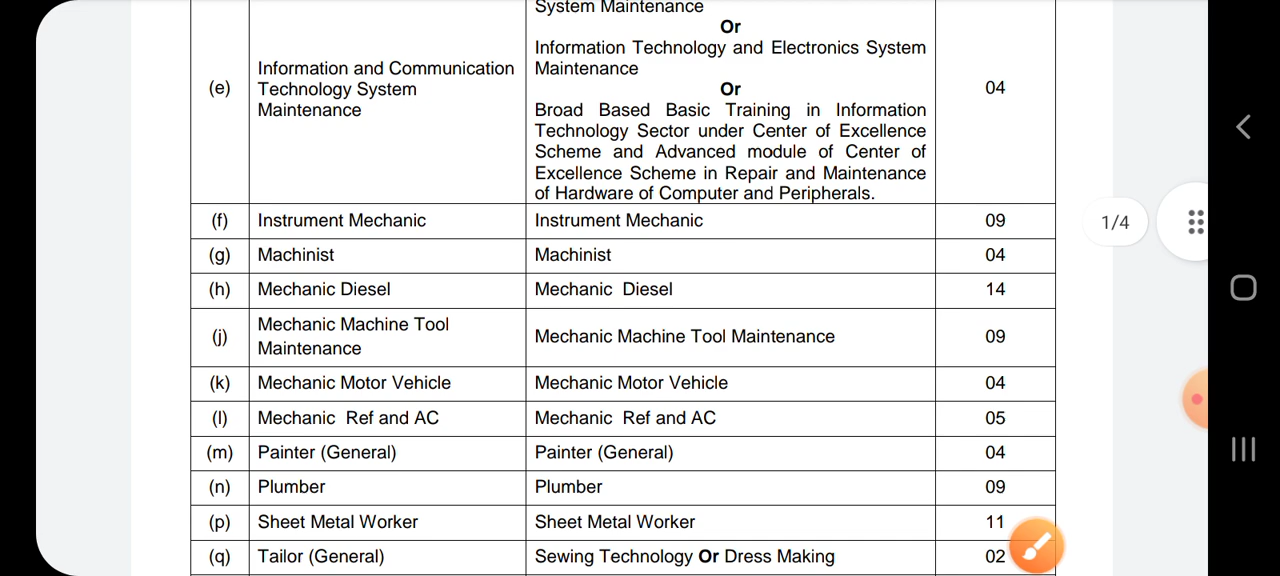 System Maintenance
Or
Information Technology and Electronics System
Maintenance
Or
(e) Information and Communication Technology System Maintenance
Broad Based Basic Training in Information
Technology Sector under Center of Excellence
Scheme and Advanced module of Center of
Excellence Scheme in Repair and Maintenance
of Hardware of Computer and Peripherals.
04
(f) Instrument Mechanic Instrument Mechanic 09
(g) Machinist Machinist 04
(h) Mechanic Diesel Mechanic Diesel 14
(j) Mechanic Machine Tool
Maintenance Mechanic Machine Tool Maintenance 09
(k) Mechanic Motor Vehicle Mechanic Motor Vehicle 04
(l) Mechanic Ref and AC Mechanic Ref and AC 05
(m) Painter (General) Painter (General) 04
(n) Plumber Plumber 09
(p) Sheet Metal Worker Sheet Metal Worker 11
(q) Tailor (General) Sewing Technology Or Dress Making 02
1/4